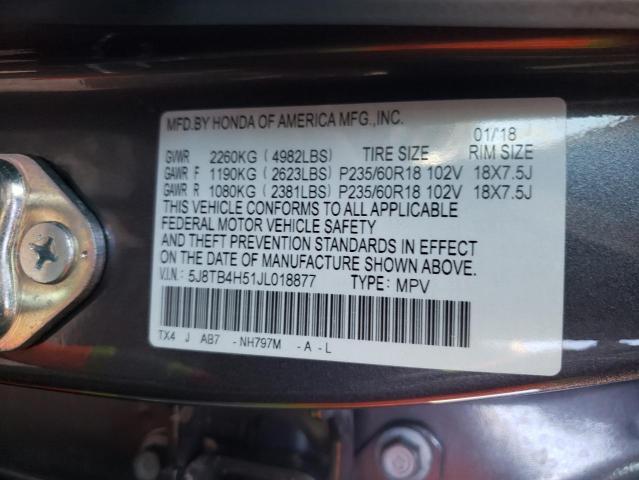 MFD.BY HONDA OF AMERICA MFG.,INC. 01/18
GVWR 2260KG (4982LBS) TIRE SIZE RIM SIZE
GAWR F 1190KG (2623LBS) P235/60R18 102V 18X7.5J
GAWR R 1080KG (2381LBS) P235/60R18 102V 18X7.5J
THIS VEHICLE CONFORMS TO ALL APPLICABLE
FEDERAL MOTOR VEHICLE SAFETY
AND THEFT PREVENTION STANDARDS IN EFFECT
ON THE DATE OF MANUFACTURE SHOWN ABOVE.
V.I.N.: 5J8TB4H51JL018877 TYPE: MPV
TX4 J AB7 -NH797M -A-L